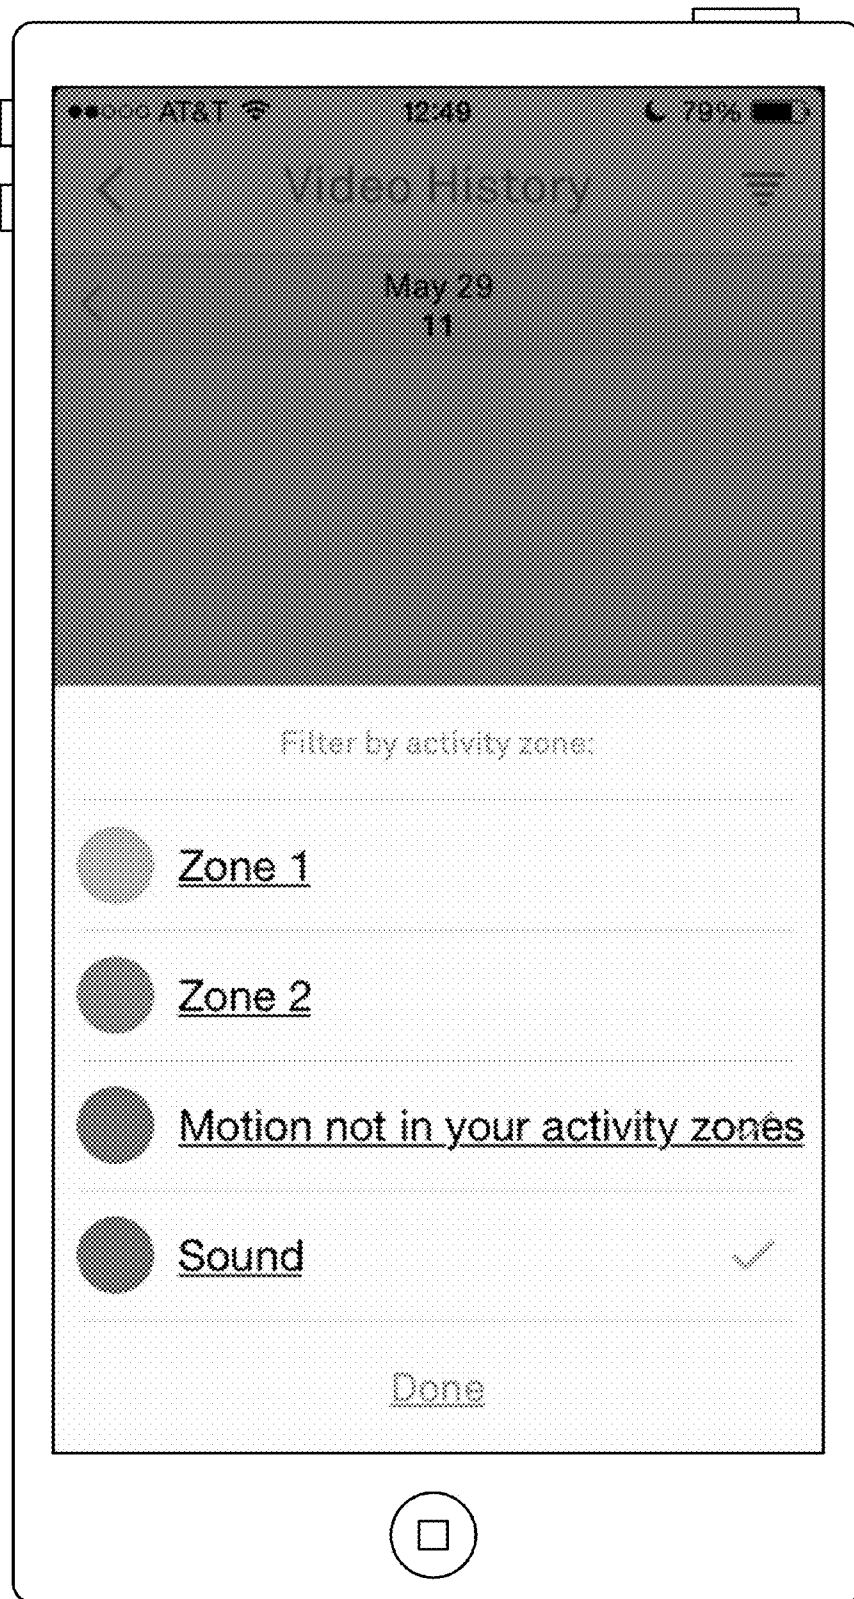 AT&T 12:49 79%
Video History
May 29
11
Filter by activity zone:
Zone 1
Zone 2
Motion not in your activity zones
Sound
Done